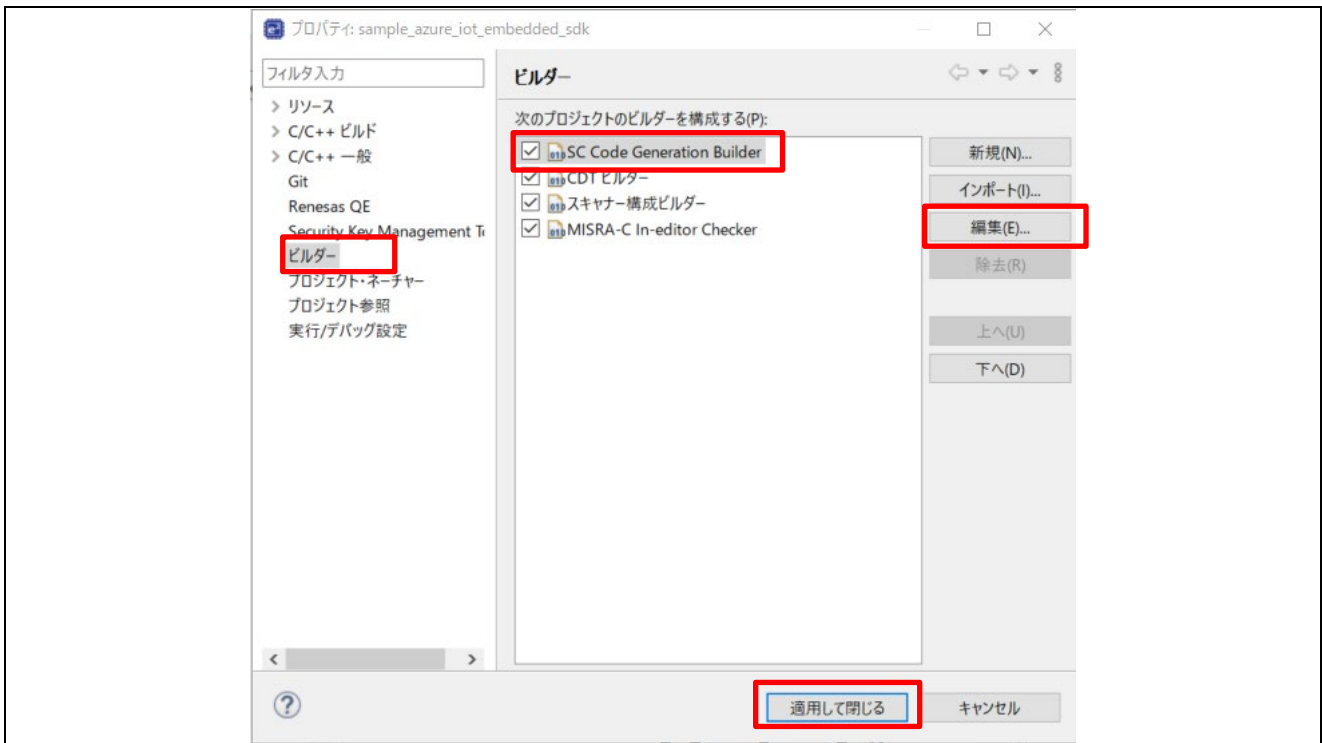 プロパティ: sample_azure_iot_embedded_sdk
フィルタ入力
ビルダー
リソース
C/C++ ビルド
C/C++ 一般
Git
Renesas QE
Security Key Management
ビルダー
プロジェクト・ネーチャー
プロジェクト参照
実行/デバッグ設定
次のプロジェクトのビルダーを構成する(P):
SC Code Generation Builder
CDT ビルダー
スキャナー構成ビルダー
MISRA-C In-editor Checker
新規(N)...
インポート(I)...
編集(E)...
除去(R)
上へ(U)
下へ(D)
適用して閉じる
キャンセル